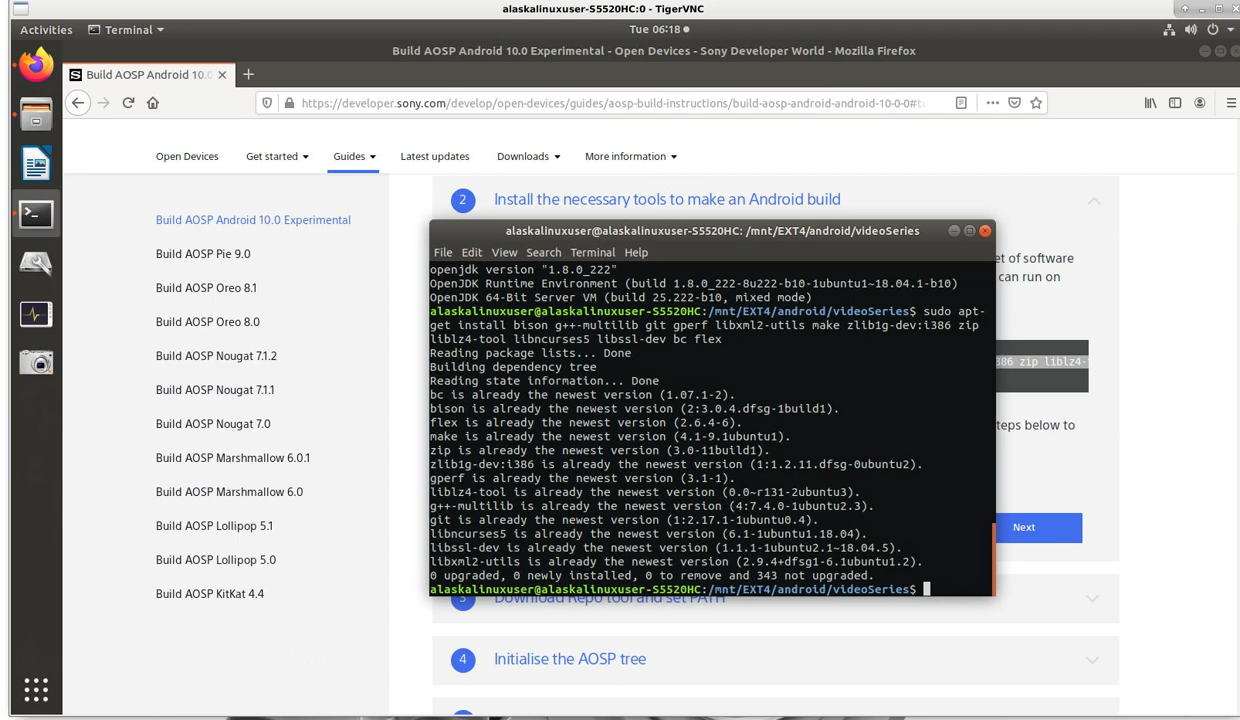 alaskalinuxuser-S5520HC:0 - TigerVNC
Activities Terminal Tue 06:18
Build AOSP Android 10.0 Experimental - Open Devices - Sony Developer World - Mozilla Firefox
Build AOSP Android 10.0
https://developer.sony.com/develop/open-devices/guides/aosp-build-instructions/build-aosp-android-android-10-0-0#tu
Open Devices Get started Guides Latest updates Downloads More information
Build AOSP Android 10.0 Experimental
Build AOSP Pie 9.0
Build AOSP Oreo 8.1
Build AOSP Oreo 8.0
Build AOSP Nougat 7.1.2
Build AOSP Nougat 7.1.1
Build AOSP Nougat 7.0
Build AOSP Marshmallow 6.0.1
Build AOSP Marshmallow 6.0
Build AOSP Lollipop 5.1
Build AOSP Lollipop 5.0
Build AOSP KitKat 4.4
2 Install the necessary tools to make an Android build
et of software
can run on
386 zip liblz4-
teps below to
Next
alaskalinuxuser@alaskalinuxuser-S5520HC: /mnt/EXT4/android/videoSeries
File Edit View Search Terminal Help
openjdk version "1.8.0_222"
OpenJDK Runtime Environment (build 1.8.0_222-8u222-b10-1ubuntu1~18.04.1-b10)
OpenJDK 64-Bit Server VM (build 25.222-b10, mixed mode)
alaskalinuxuser@alaskalinuxuser-S5520HC:/mnt/EXT4/android/videoSeries$ sudo apt-
get install bison g++-multilib git gperf libxml2-utils make zlib1g-dev:i386 zip
liblz4-tool libncurses5 libssl-dev bc flex
Reading package lists... Done
Building dependency tree
Reading state information... Done
bc is already the newest version (1.07.1-2).
bison is already the newest version (2:3.0.4.dfsg-1build1).
flex is already the newest version (2.6.4-6).
make is already the newest version (4.1-9.1ubuntu1).
zip is already the newest version (3.0-11build1).
zlib1g-dev:i386 is already the newest version (1:1.2.11.dfsg-0ubuntu2).
gperf is already the newest version (3.1-1).
liblz4-tool is already the newest version (0.0~r131-2ubuntu3).
g++-multilib is already the newest version (4:7.4.0-1ubuntu2.3).
git is already the newest version (1:2.17.1-1ubuntu0.4).
libncurses5 is already the newest version (6.1-1ubuntu1.18.04).
libssl-dev is already the newest version (1.1.1-1ubuntu2.1~18.04.5).
libxml2-utils is already the newest version (2.9.4+dfsg1-6.1ubuntu1.2).
0 upgraded, 0 newly installed, 0 to remove and 343 not upgraded.
alaskalinuxuser@alaskalinuxuser-S5520HC:/mnt/EXT4/android/videoSeries$
3 Download Repo tool and set PATH
4 Initialise the AOSP tree